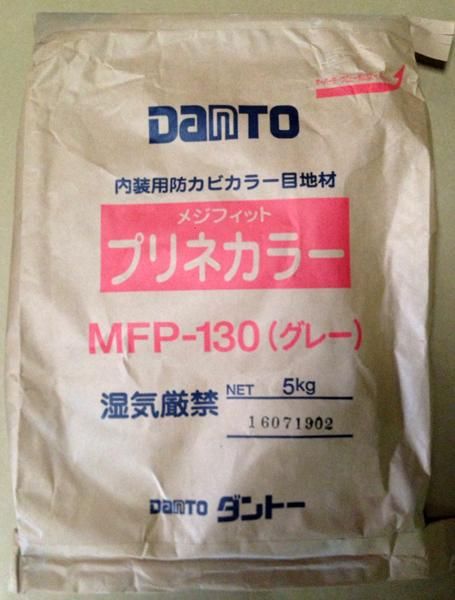 DANTO
内装用防カビカラー目地材
メジフィット
プリネカラー
MFP-130(グレー)
湿気厳禁
NET 5kg
16071902
DANTO ダントー